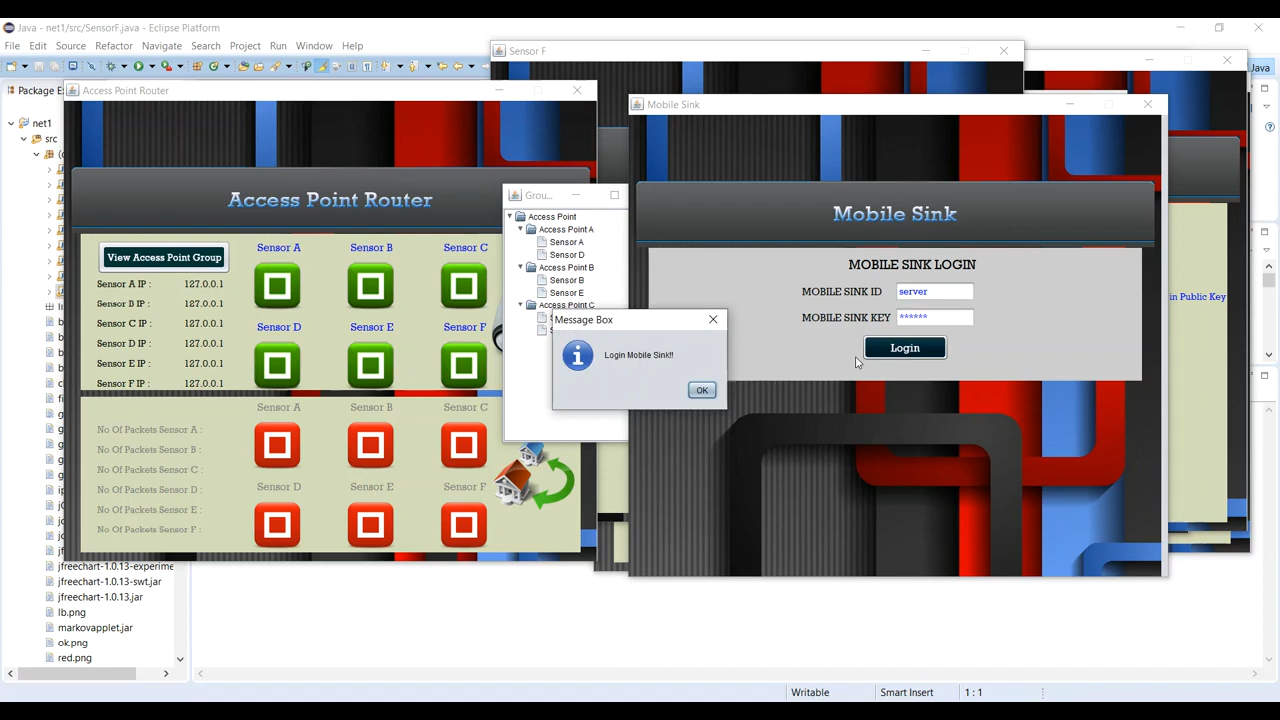 Java - net1/src/SensorF.java - Eclipse Platform
File Edit Source Refactor Navigate Search Project Run Window Help
Java
Package Ex
net1
src
jfreechart-1.0.13-experime
jfreechart-1.0.13-swt.jar
jfreechart-1.0.13.jar
lb.png
markovapplet.jar
ok.png
red.png
Writable Smart Insert 1 : 1
Access Point Router
Access Point Router
View Access Point Group
Sensor A IP : 127.0.0.1
Sensor B IP : 127.0.0.1
Sensor C IP : 127.0.0.1
Sensor D IP : 127.0.0.1
Sensor E IP : 127.0.0.1
Sensor F IP : 127.0.0.1
Sensor A Sensor B Sensor C
Sensor D Sensor E Sensor F
No Of Packets Sensor A :
No Of Packets Sensor B :
No Of Packets Sensor C :
No Of Packets Sensor D :
No Of Packets Sensor E :
No Of Packets Sensor F :
Sensor A Sensor B Sensor C
Sensor D Sensor E Sensor F
Sensor F
Grou...
Access Point
Access Point A
Sensor A
Sensor D
Access Point B
Sensor B
Sensor E
Access Point C
Message Box
Login Mobile Sink!!
OK
Mobile Sink
Mobile Sink
MOBILE SINK LOGIN
MOBILE SINK ID server
MOBILE SINK KEY ******
Login
in Public Key